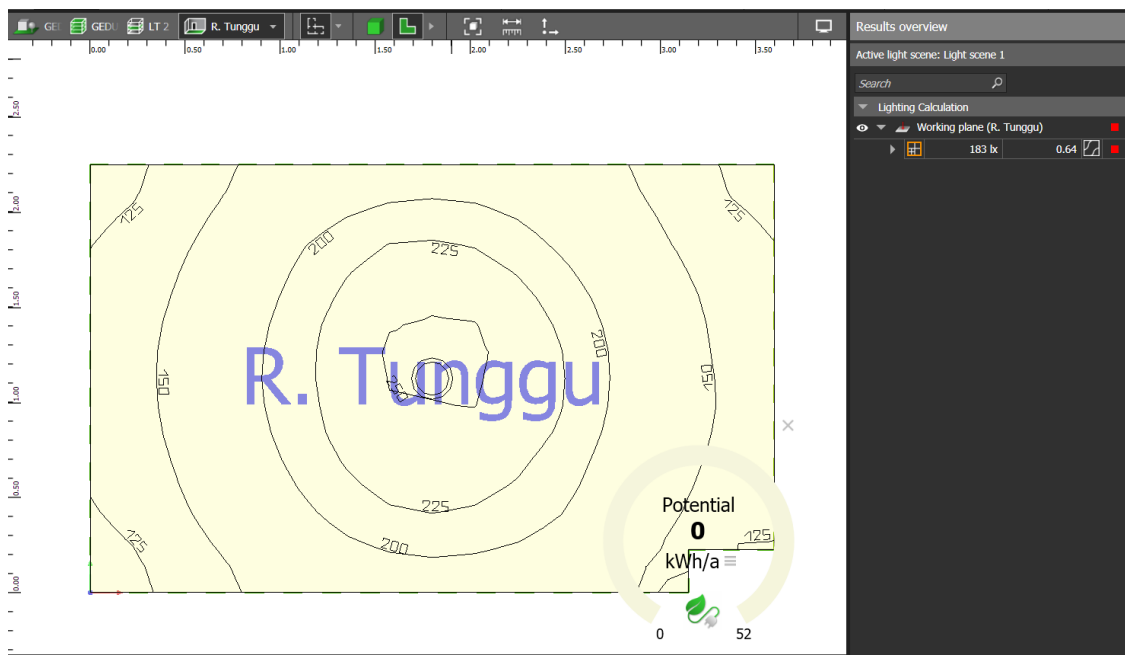 GEI GEDU LT 2 R. Tunggu
Results overview
0.00 0.50 1.00 1.50 2.00 2.50 3.00 3.50
Active light scene: Light scene 1
Search
Lighting Calculation
Working plane (R. Tunggu)
183 lx 0.64
2.50
2.00
1.50
1.00
0.50
0.00
125
125
200
225
200
150
250
150
R. Tunggu
225
200
125
125
Potential
0
kWh/a
0 52